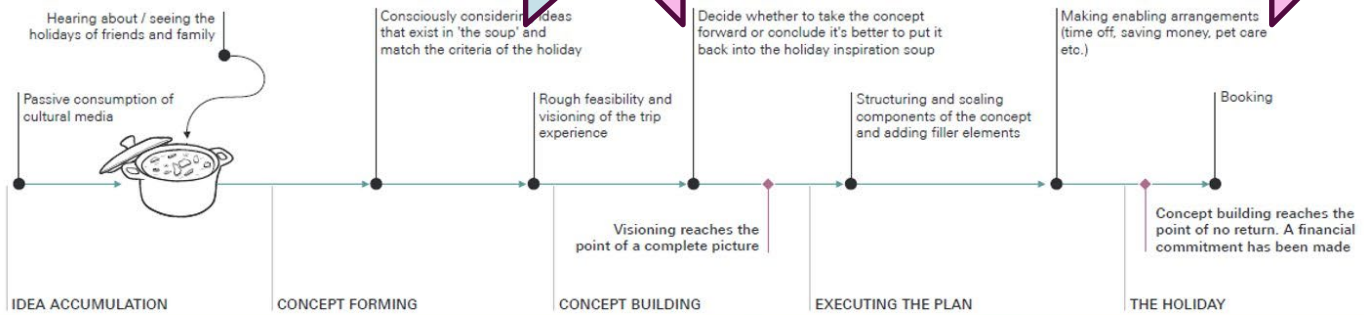 Hearing about / seeing the
holidays of friends and family
Passive consumption of
cultural media
Consciously considering ideas
that exist in 'the soup' and
match the criteria of the holiday
Rough feasibility and
visioning of the trip
experience
Decide whether to take the concept
forward or conclude it's better to put it
back into the holiday inspiration soup
Visioning reaches the
point of a complete picture
Structuring and scaling
components of the concept
and adding filler elements
Making enabling arrangements
(time off, saving money, pet care
etc.)
Booking
Concept building reaches the
point of no return. A financial
commitment has been made
IDEA ACCUMULATION
CONCEPT FORMING
CONCEPT BUILDING
EXECUTING THE PLAN
THE HOLIDAY